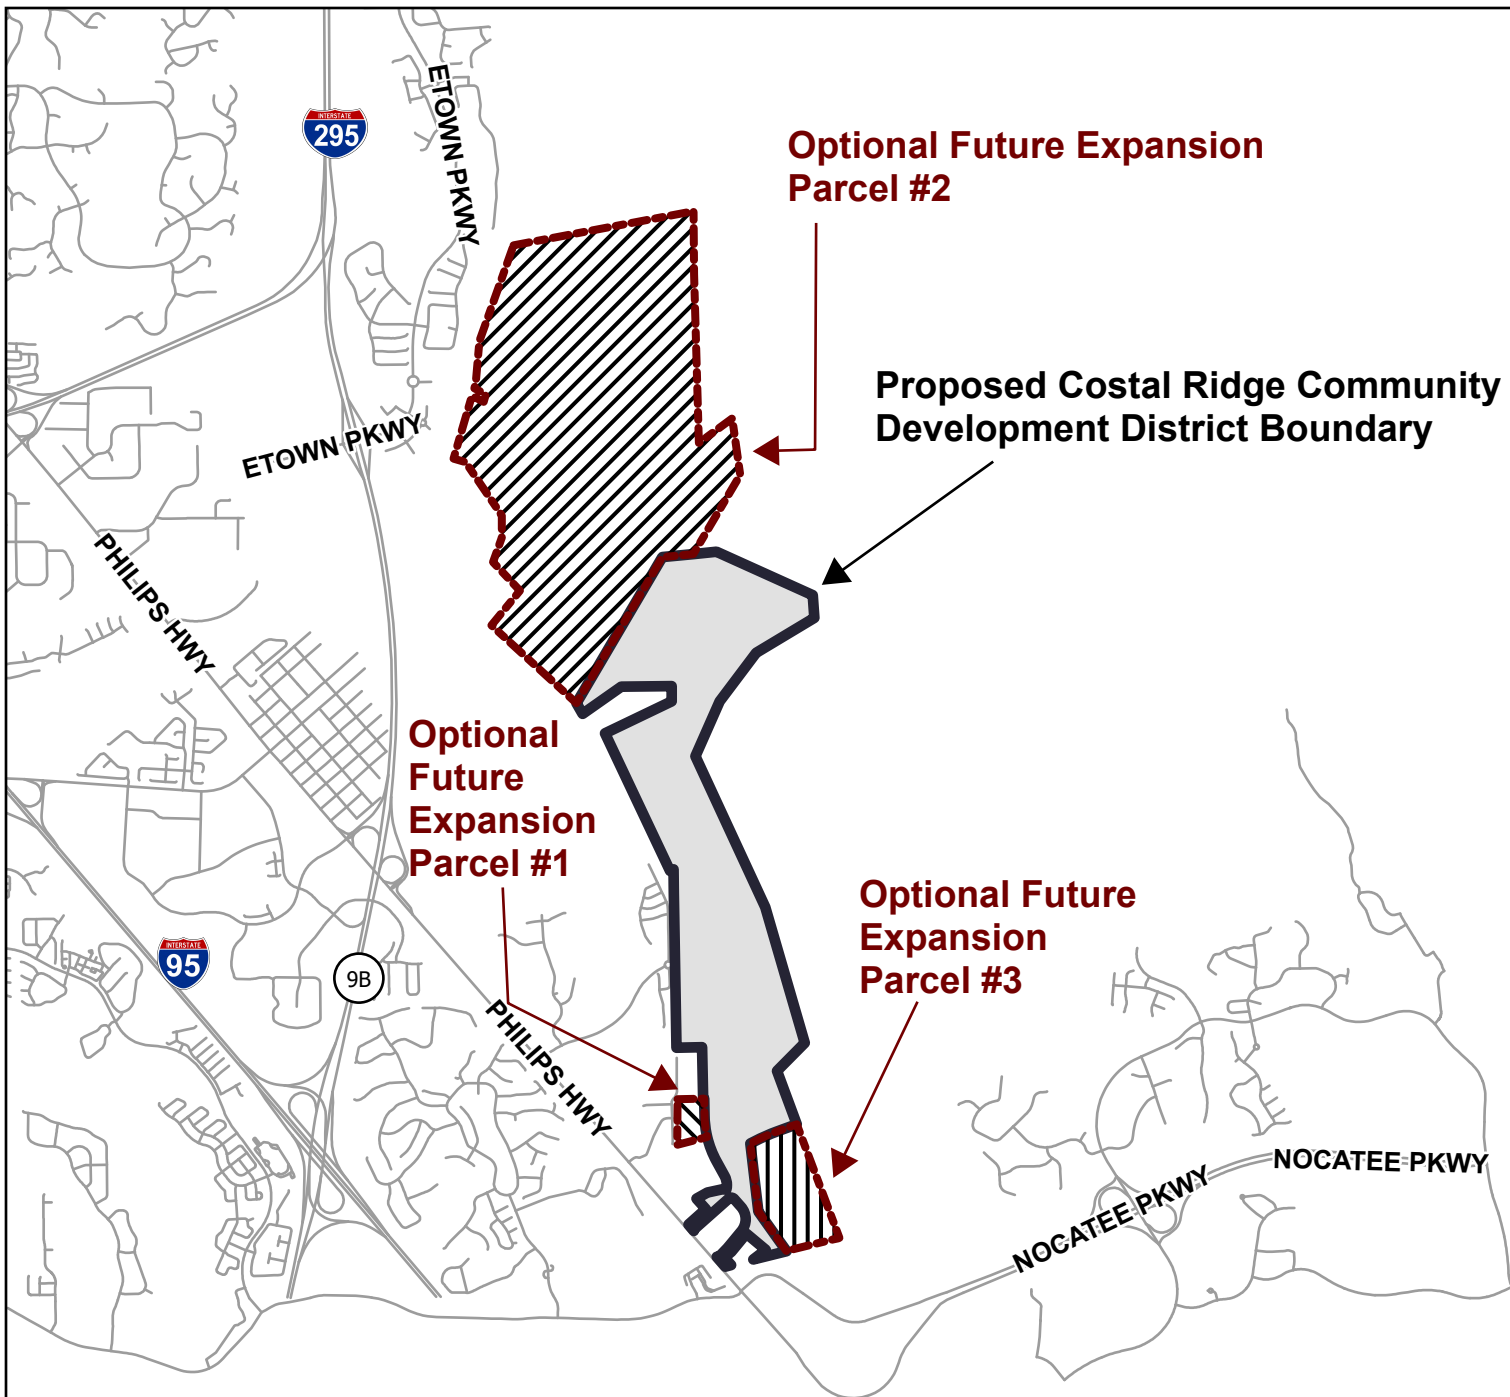 ETOWN PKWY
INTERSTATE
295
Optional Future Expansion
Parcel #2
Proposed Costal Ridge Community
Development District Boundary
ETOWN PKWY
PHILIPS HWY
Optional
Future
Expansion
Parcel #1
Optional Future
Expansion
Parcel #3
INTERSTATE
95
9B
PHILIPS HWY
NOCATEE PKWY
NOCATEE PKWY